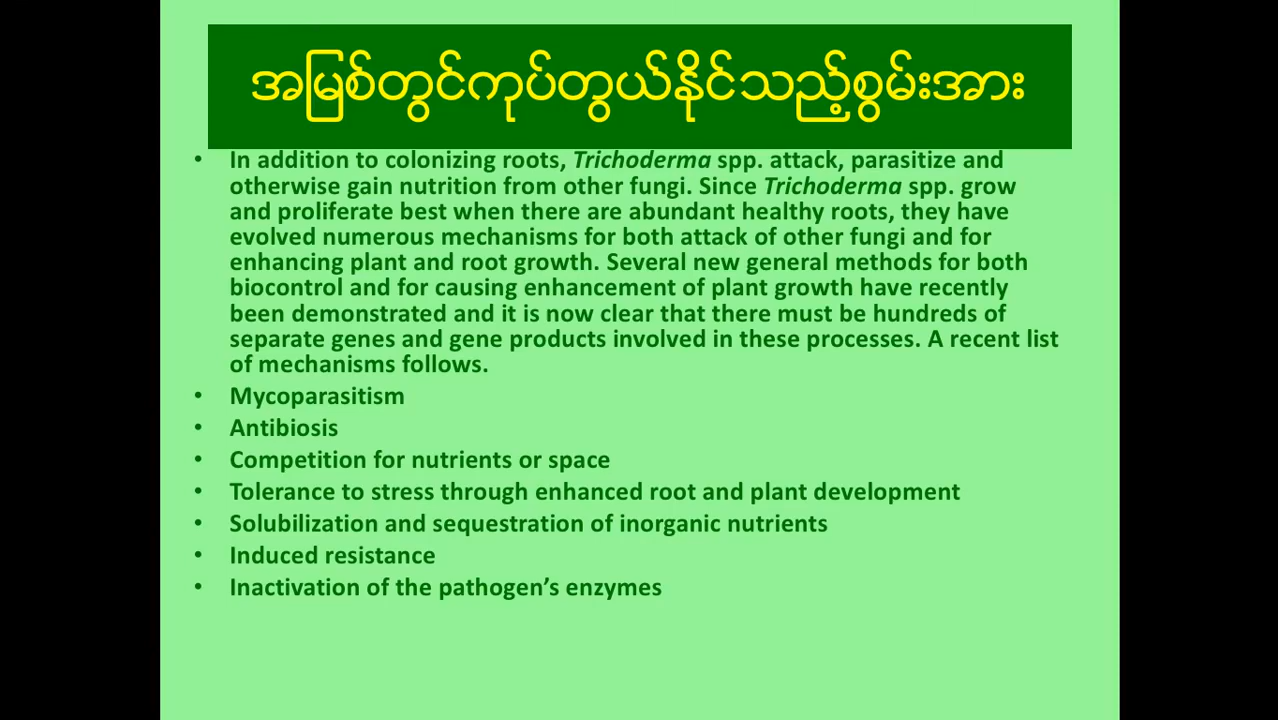 အမြစ်တွင်ကုပ်တွယ်နိုင်သည့်စွမ်းအား
• In addition to colonizing roots, Trichoderma spp. attack, parasitize and
otherwise gain nutrition from other fungi. Since Trichoderma spp. grow
and proliferate best when there are abundant healthy roots, they have
evolved numerous mechanisms for both attack of other fungi and for
enhancing plant and root growth. Several new general methods for both
biocontrol and for causing enhancement of plant growth have recently
been demonstrated and it is now clear that there must be hundreds of
separate genes and gene products involved in these processes. A recent list
of mechanisms follows.
• Mycoparasitism
• Antibiosis
• Competition for nutrients or space
• Tolerance to stress through enhanced root and plant development
• Solubilization and sequestration of inorganic nutrients
• Induced resistance
• Inactivation of the pathogen’s enzymes